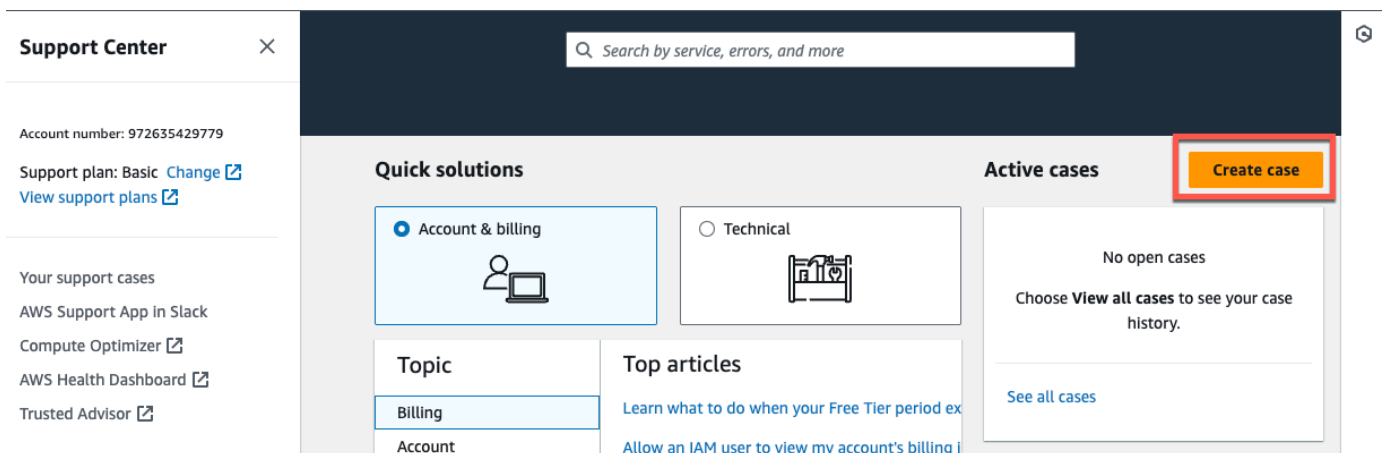 Support Center
Account number: 972635429779
Support plan: Basic Change
View support plans
Your support cases
AWS Support App in Slack
Compute Optimizer
AWS Health Dashboard
Trusted Advisor
Search by service, errors, and more
Quick solutions
Account & billing
Technical
Topic
Billing
Account
Top articles
Learn what to do when your Free Tier period ex
Allow an IAM user to view my account's billing i
Active cases
Create case
No open cases
Choose View all cases to see your case
history.
See all cases